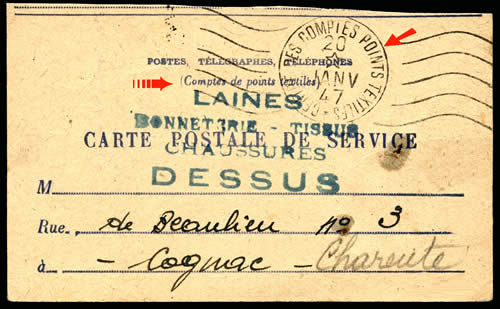 DES COMPTES POINTS TEXTILES
20
JANV
47
POSTES, TÉLÉGRAPHES, TÉLÉPHONES
(Comptes de points textiles)
LAINES
BONNETERIE - TISSUS
CARTE POSTALE DE SERVICE
CHAUSSURES
DESSUS
M
Rue de Beaulieu no 3
à - Cognac - Charente